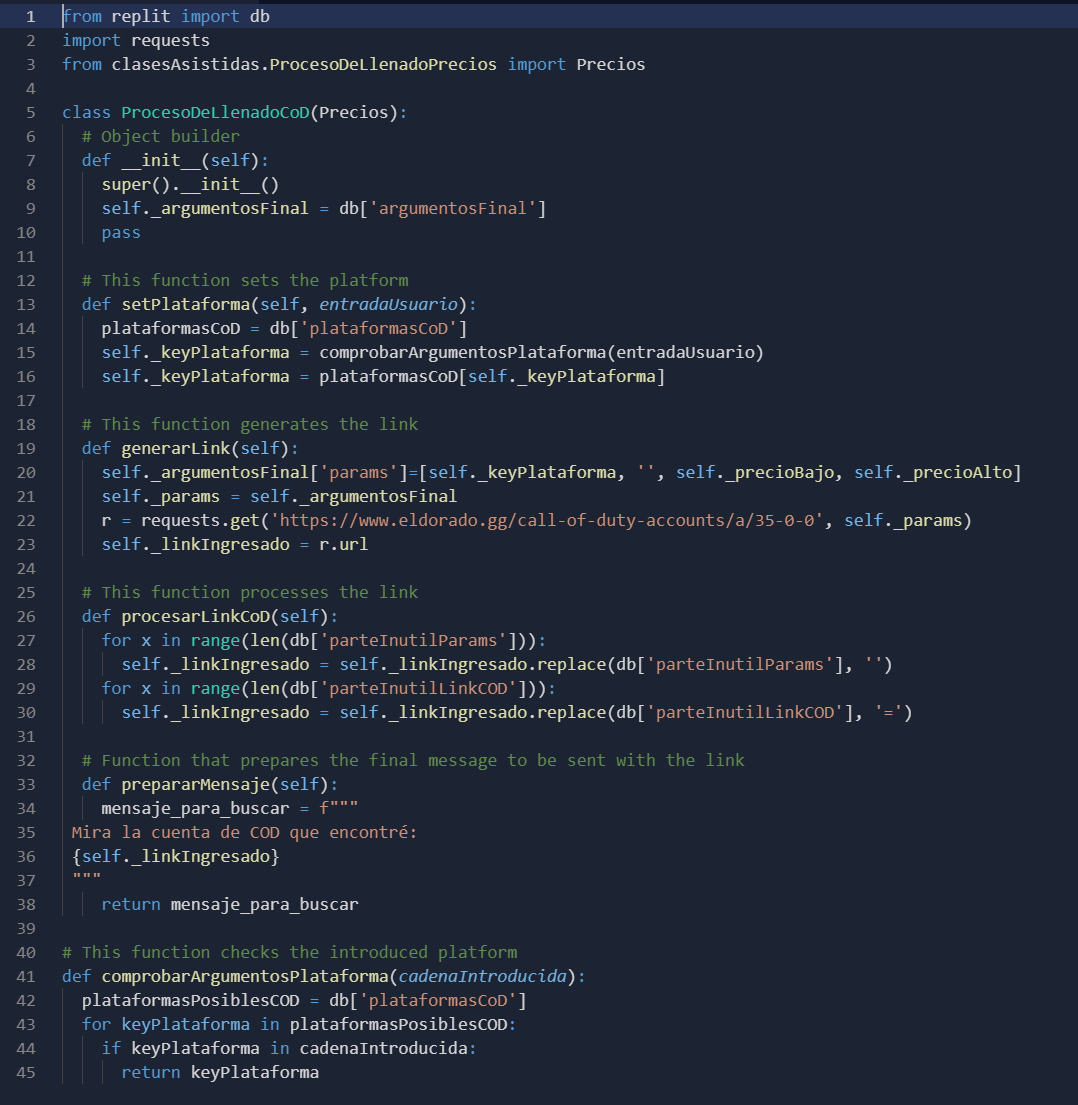 1 from replit import db
2 import requests
3 from clasesAsistidas.ProcesoDeLlenadoPrecios import Precios
4
5 class ProcesoDeLlenadoCoD(Precios):
6   # Object builder
7   def __init__(self):
8     super().__init__()
9     self._argumentosFinal = db['argumentosFinal']
10     pass
11
12   # This function sets the platform
13   def setPlataforma(self, entradaUsuario):
14     plataformasCoD = db['plataformasCoD']
15     self._keyPlataforma = comprobarArgumentosPlataforma(entradaUsuario)
16     self._keyPlataforma = plataformasCoD[self._keyPlataforma]
17
18   # This function generates the link
19   def generarLink(self):
20     self._argumentosFinal['params']=[self._keyPlataforma, '', self._precioBajo, self._precioAlto]
21     self._params = self._argumentosFinal
22     r = requests.get('https://www.eldorado.gg/call-of-duty-accounts/a/35-0-0', self._params)
23     self._linkIngresado = r.url
24
25   # This function processes the link
26   def procesarLinkCoD(self):
27     for x in range(len(db['parteInutilParams'])):
28       self._linkIngresado = self._linkIngresado.replace(db['parteInutilParams'], '')
29     for x in range(len(db['parteInutilLinkCOD'])):
30       self._linkIngresado = self._linkIngresado.replace(db['parteInutilLinkCOD'], '=')
31
32   # Function that prepares the final message to be sent with the link
33   def prepararMensaje(self):
34     mensaje_para_buscar = f"""
35  Mira la cuenta de COD que encontré:
36  {self._linkIngresado}
37  """
38     return mensaje_para_buscar
39
40 # This function checks the introduced platform
41 def comprobarArgumentosPlataforma(cadenaIntroducida):
42   plataformasPosiblesCOD = db['plataformasCoD']
43   for keyPlataforma in plataformasPosiblesCOD:
44     if keyPlataforma in cadenaIntroducida:
45       return keyPlataforma